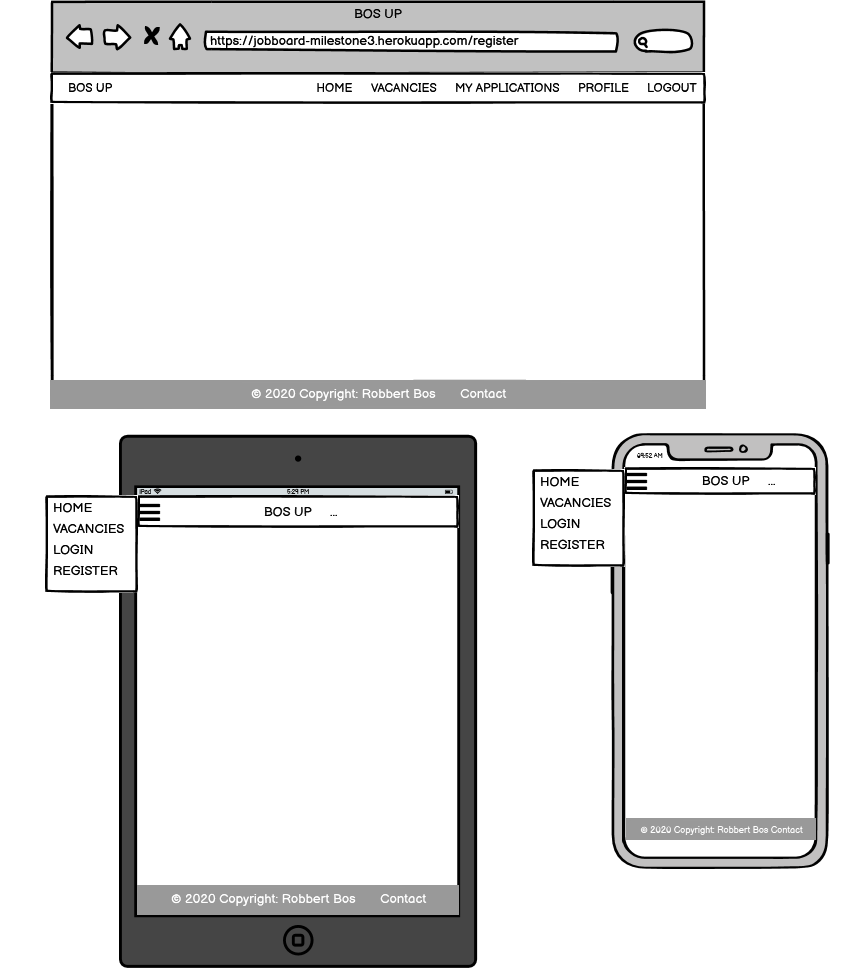 BOS UP
https://jobboard-milestone3.herokuapp.com/register
BOS UP HOME VACANCIES MY APPLICATIONS PROFILE LOGOUT
© 2020 Copyright: Robbert Bos Contact
iPod 5:29 PM
BOS UP ...
HOME
VACANCIES
LOGIN
REGISTER
© 2020 Copyright: Robbert Bos Contact
09:52 AM
BOS UP ...
HOME
VACANCIES
LOGIN
REGISTER
© 2020 Copyright: Robbert Bos Contact